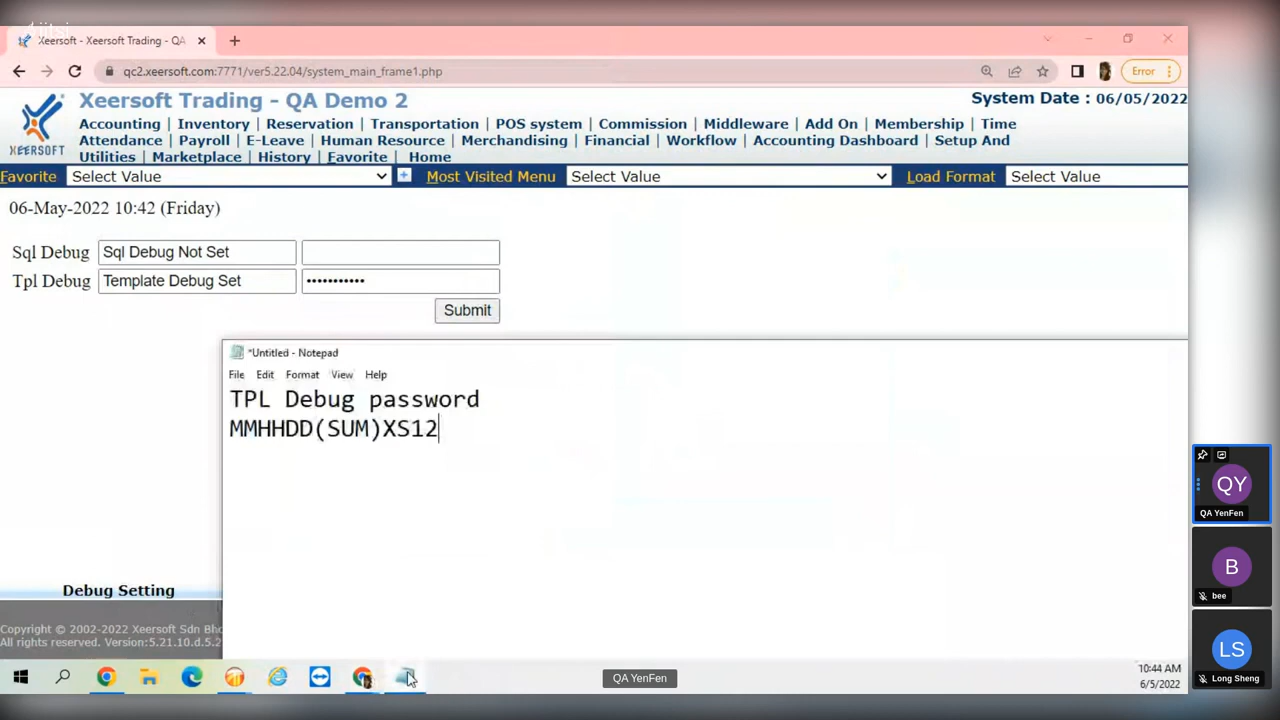 Xeersoft - Xeersoft Trading - QA
qc2.xeersoft.com:7771/ver5.22.04/system_main_frame1.php
Error
Xeersoft Trading - QA Demo 2
System Date : 06/05/2022
XEERSOFT
Accounting | Inventory | Reservation | Transportation | POS system | Commission | Middleware | Add On | Membership | Time
Attendance | Payroll | E-Leave | Human Resource | Merchandising | Financial | Workflow | Accounting Dashboard | Setup And
Utilities | Marketplace | History | Favorite | Home
Favorite Select Value Most Visited Menu Select Value Load Format Select Value
06-May-2022 10:42 (Friday)
Sql Debug Sql Debug Not Set
Tpl Debug Template Debug Set •••••••••••
Submit
*Untitled - Notepad
File Edit Format View Help
TPL Debug password
MMHHDD(SUM)XS12
Debug Setting
Copyright © 2002-2022 Xeersoft Sdn Bh
All rights reserved. Version:5.21.10.d.5.2
10:44 AM
6/5/2022
QA YenFen
QY
QA YenFen
B
bee
LS
Long Sheng